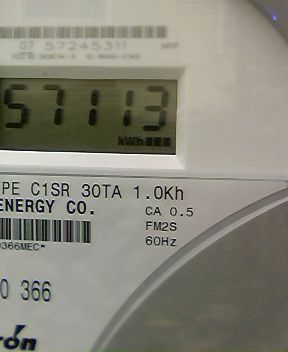 07 57245311
57113
kWh
PE C1SR 30TA 1.0Kh
ENERGY CO.
CA 0.5
FM2S
60Hz
366MEC*
0 366
rón